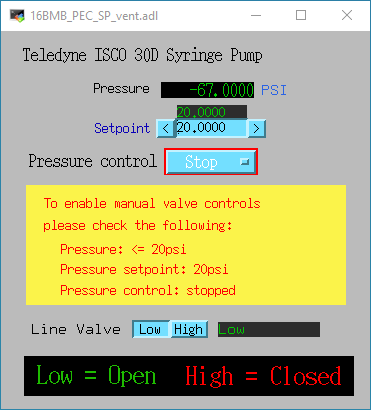 16BMB_PEC_SP_vent.adl
Teledyne ISCO 30D Syringe Pump
Pressure -67.0000 PSI
20.0000
Setpoint < 20.0000 >
Pressure control Stop
To enable manual valve controls
please check the following:
Pressure: <= 20psi
Pressure setpoint: 20psi
Pressure control: stopped
Line Valve Low High Low
Low = Open High = Closed